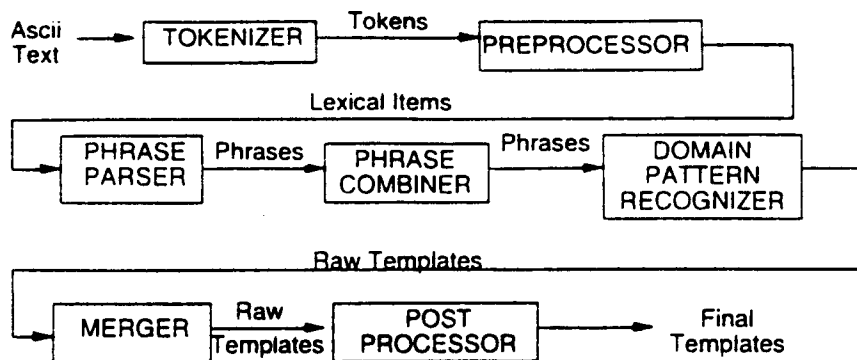 Ascii
Text
TOKENIZER
Tokens
PREPROCESSOR
Lexical Items
PHRASE
PARSER
Phrases
PHRASE
COMBINER
Phrases
DOMAIN
PATTERN
RECOGNIZER
Raw Templates
MERGER
Raw
Templates
POST
PROCESSOR
Final
Templates